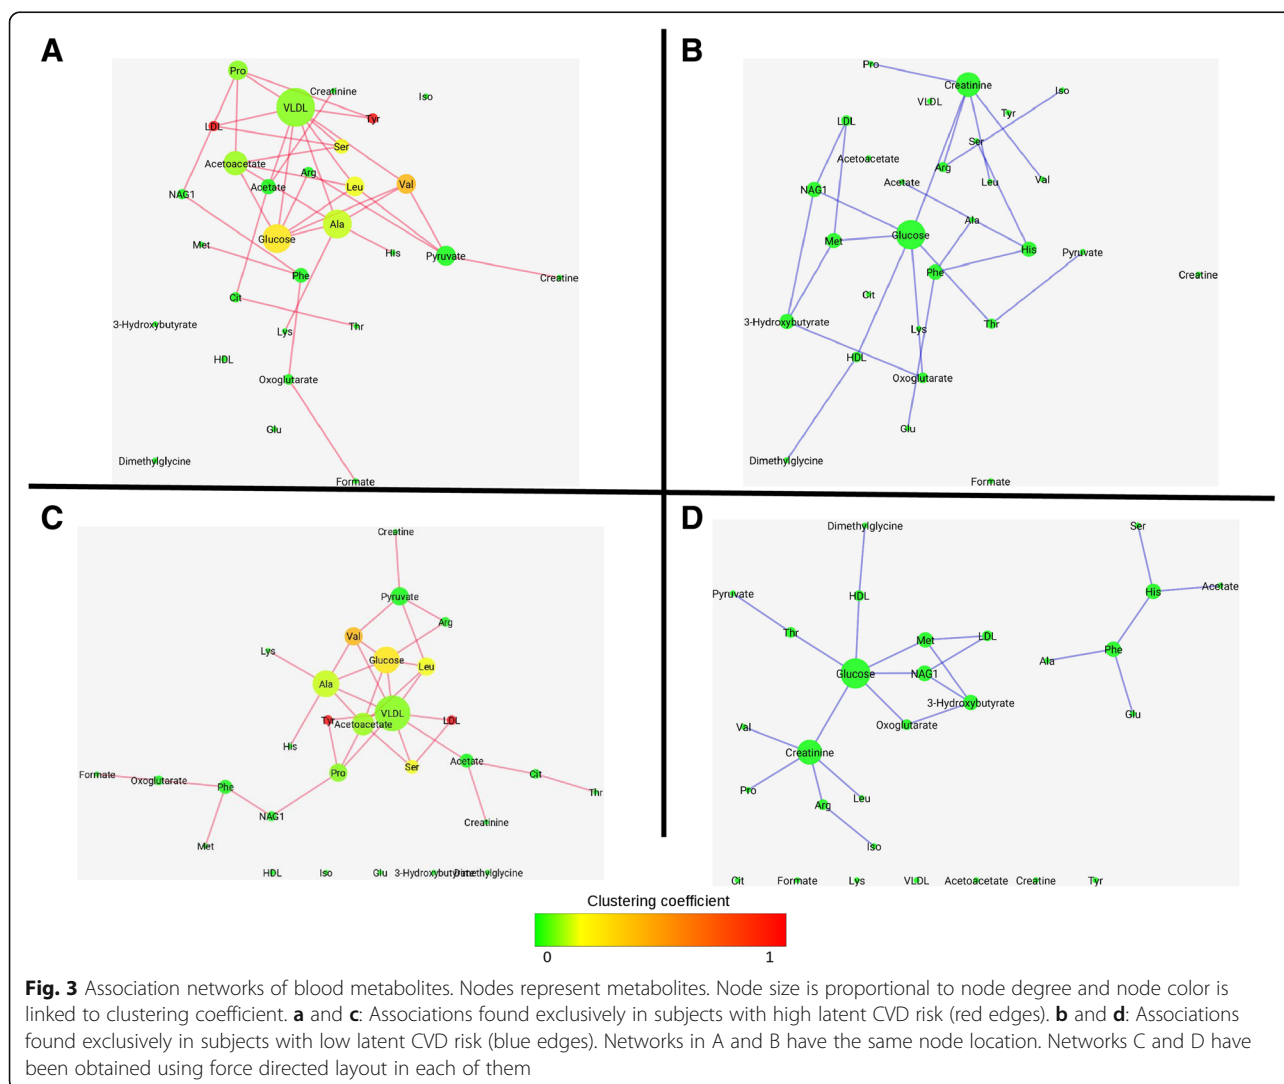 A
Pro
Creatinine
Iso
VLDL
Tyr
LDL
Ser
Acetoacetate
Arg
Acetate
Leu
Val
NAG1
Ala
Glucose
Met
His
Pyruvate
Phe
Creatine
Cit
3-Hydroxybutyrate
Lys
Thr
HDL
Oxoglutarate
Glu
Dimethylglycine
Formate
B
Pro
Creatinine
Iso
VLDL
Tyr
LDL
Ser
Acetoacetate
Arg
Acetate
Leu
Val
NAG1
Ala
Glucose
Met
His
Pyruvate
Phe
Creatine
Cit
3-Hydroxybutyrate
Lys
Thr
HDL
Oxoglutarate
Glu
Dimethylglycine
Formate
C
Creatine
Pyruvate
Arg
Val
Lys
Glucose
Leu
Ala
VLDL
Tyr
Acetoacetate
LDL
His
Pro
Ser
Acetate
Formate
Oxoglutarate
Phe
Cit
Thr
NAG1
Creatinine
Met
HDL
Iso
Glu
3-Hydroxybutyrate
Dimethylglycine
D
Dimethylglycine
Ser
Pyruvate
HDL
His
Acetate
Thr
Met
LDL
Phe
Ala
Glucose
NAG1
3-Hydroxybutyrate
Oxoglutarate
Glu
Val
Creatinine
Pro
Arg
Leu
Iso
Cit
Formate
Lys
VLDL
Acetoacetate
Creatine
Tyr
Clustering coefficient
0
1
Fig. 3 Association networks of blood metabolites. Nodes represent metabolites. Node size is proportional to node degree and node color is
linked to clustering coefficient. a and c: Associations found exclusively in subjects with high latent CVD risk (red edges). b and d: Associations
found exclusively in subjects with low latent CVD risk (blue edges). Networks in A and B have the same node location. Networks C and D have
been obtained using force directed layout in each of them